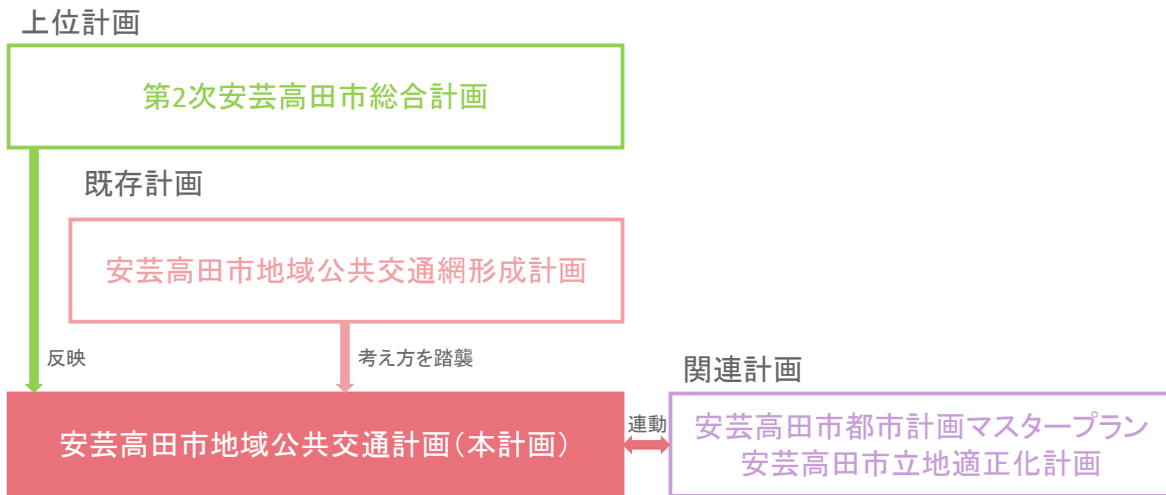 上位計画
第2次安芸高田市総合計画
既存計画
安芸高田市地域公共交通網形成計画
反映
考え方を踏襲
関連計画
安芸高田市地域公共交通計画(本計画)
連動
安芸高田市都市計画マスタープラン
安芸高田市立地適正化計画